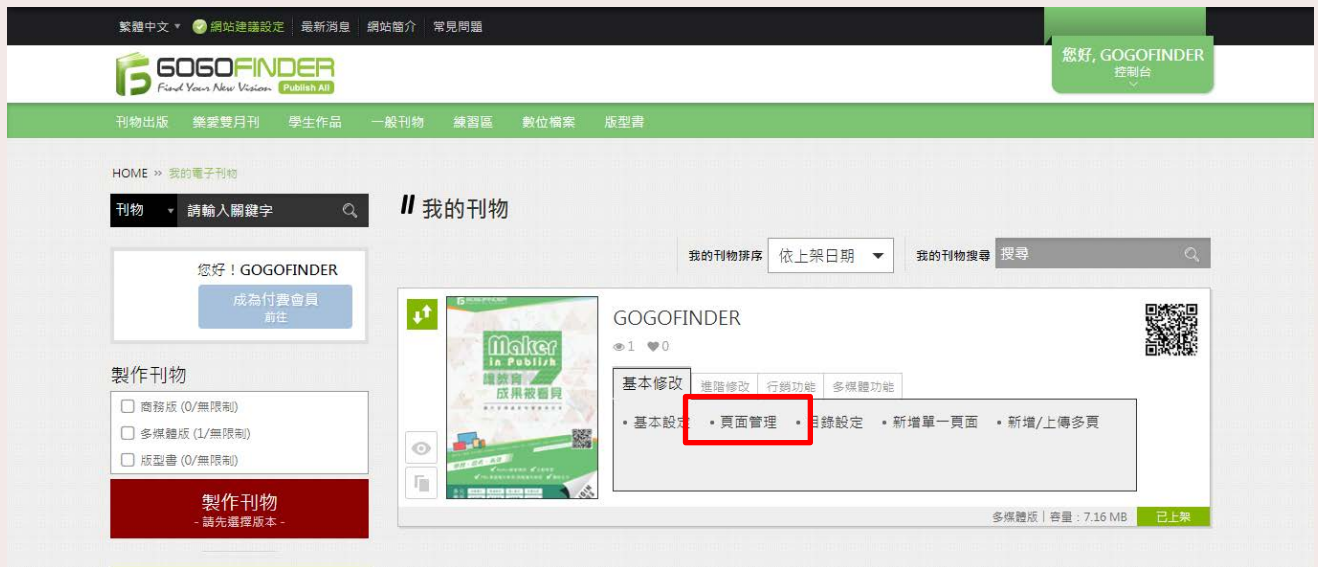 繁體中文 ▾ 網站建議設定 最新消息 網站簡介 常見問題
您好, GOGOFINDER
控制台
GOGOFINDER
Find Your New Vision Publish All
刊物出版 樂愛雙月刊 學生作品 一般刊物 練習區 數位檔案 版型書
HOME » 我的電子刊物
刊物 ▾ 請輸入關鍵字
我的刊物
我的刊物排序 依上架日期 ▼ 我的刊物搜尋 搜尋
您好！GOGOFINDER
成為付費會員
前往
GOGOFINDER
Maker
in Publish
讓教育
成果被看見
GOGOFINDER
1 0
基本修改 進階修改 行銷功能 多媒體功能
• 基本設定 • 頁面管理 • 目錄設定 • 新增單一頁面 • 新增/上傳多頁
製作刊物
商務版 (0/無限制)
多媒體版 (1/無限制)
版型書 (0/無限制)
製作刊物
- 請先選擇版本 -
多媒體版 | 容量 : 7.16 MB 已上架